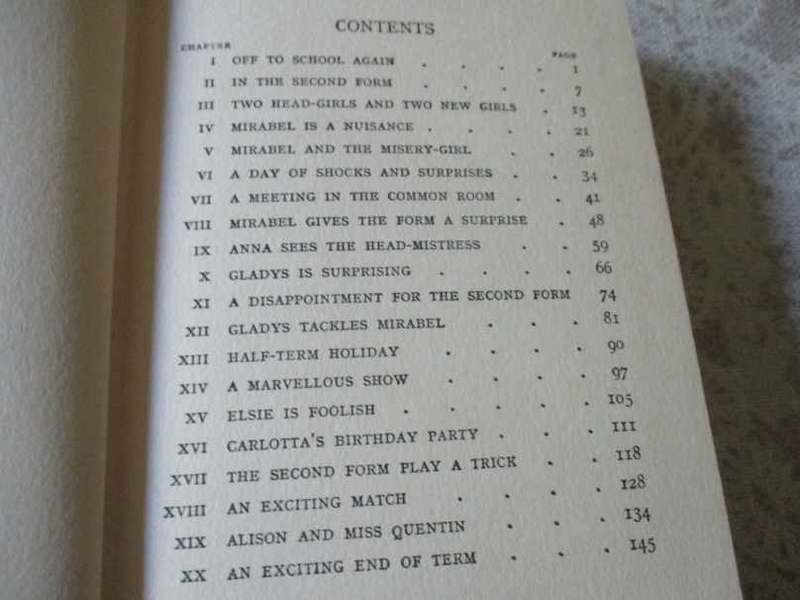 CONTENTS
CHAPTER PAGE
I OFF TO SCHOOL AGAIN . . . . 1
II IN THE SECOND FORM . . . . 7
III TWO HEAD-GIRLS AND TWO NEW GIRLS . 13
IV MIRABEL IS A NUISANCE . . . . 21
V MIRABEL AND THE MISERY-GIRL . . 26
VI A DAY OF SHOCKS AND SURPRISES . . 34
VII A MEETING IN THE COMMON ROOM . . 41
VIII MIRABEL GIVES THE FORM A SURPRISE . 48
IX ANNA SEES THE HEAD-MISTRESS . . 59
X GLADYS IS SURPRISING . . . . 66
XI A DISAPPOINTMENT FOR THE SECOND FORM 74
XII GLADYS TACKLES MIRABEL . . . 81
XIII HALF-TERM HOLIDAY . . . . 90
XIV A MARVELLOUS SHOW . . . . 97
XV ELSIE IS FOOLISH . . . . . 105
XVI CARLOTTA'S BIRTHDAY PARTY . . . 111
XVII THE SECOND FORM PLAY A TRICK . . 118
XVIII AN EXCITING MATCH . . . . 128
XIX ALISON AND MISS QUENTIN . . . 134
XX AN EXCITING END OF TERM . . . 145